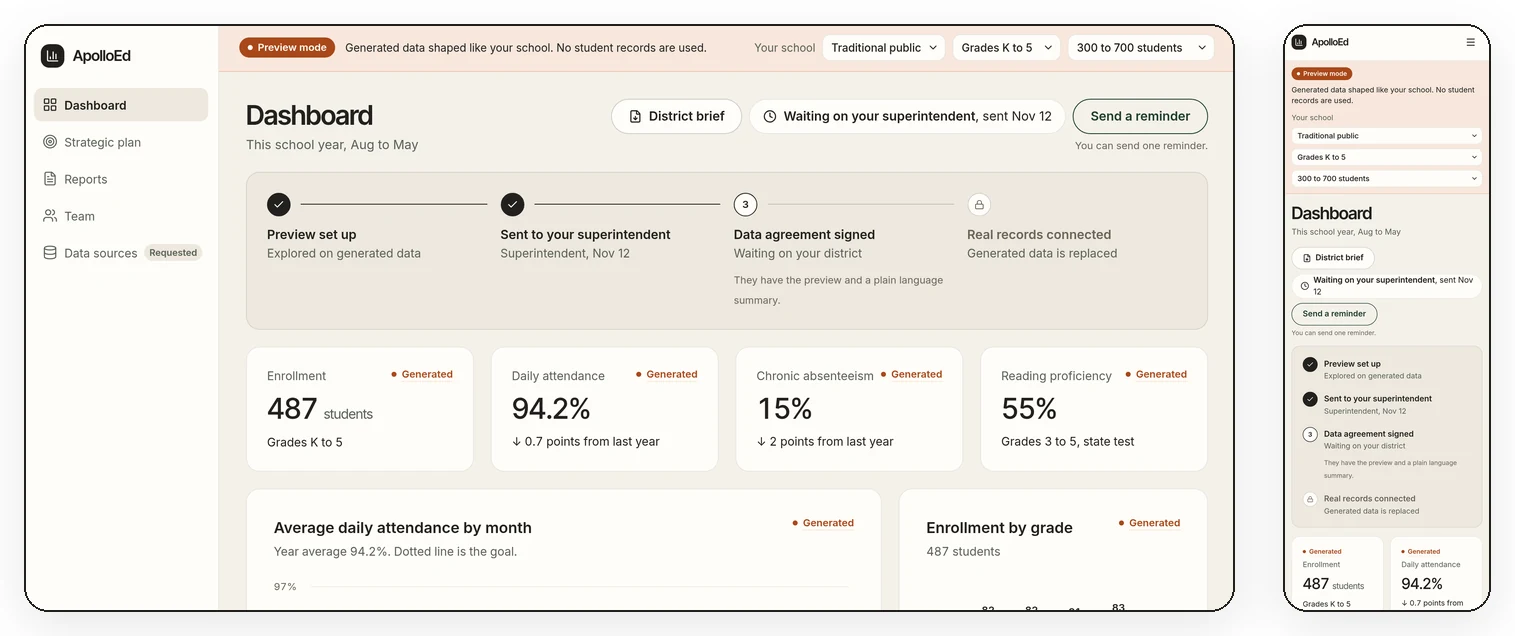 ApolloEd
Dashboard
Strategic plan
Reports
Team
Data sources Requested
Preview mode Generated data shaped like your school. No student records are used. Your school Traditional public Grades K to 5 300 to 700 students
Dashboard
This school year, Aug to May
District brief Waiting on your superintendent, sent Nov 12 Send a reminder
You can send one reminder.
3
Preview set up Sent to your superintendent Data agreement signed Real records connected
Explored on generated data Superintendent, Nov 12 Waiting on your district Generated data is replaced
They have the preview and a plain language
summary.
Enrollment Generated Daily attendance Generated Chronic absenteeism Generated Reading proficiency Generated
487 students 94.2% 15% 55%
Grades K to 5 ↓ 0.7 points from last year ↓ 2 points from last year Grades 3 to 5, state test
Average daily attendance by month Generated
Year average 94.2%. Dotted line is the goal.
97%
Enrollment by grade Generated
487 students
83
ApolloEd
Preview mode
Generated data shaped like your school. No student
records are used.
Your school
Traditional public
Grades K to 5
300 to 700 students
Dashboard
This school year, Aug to May
District brief
Waiting on your superintendent, sent Nov
12
Send a reminder
You can send one reminder.
Preview set up
Explored on generated data
Sent to your superintendent
Superintendent, Nov 12
3 Data agreement signed
Waiting on your district
They have the preview and a plain language
summary.
Real records connected
Generated data is replaced
Generated Generated
Enrollment Daily attendance
487 students 94.2%
Grades K to 5 ↓ 0.7 points from